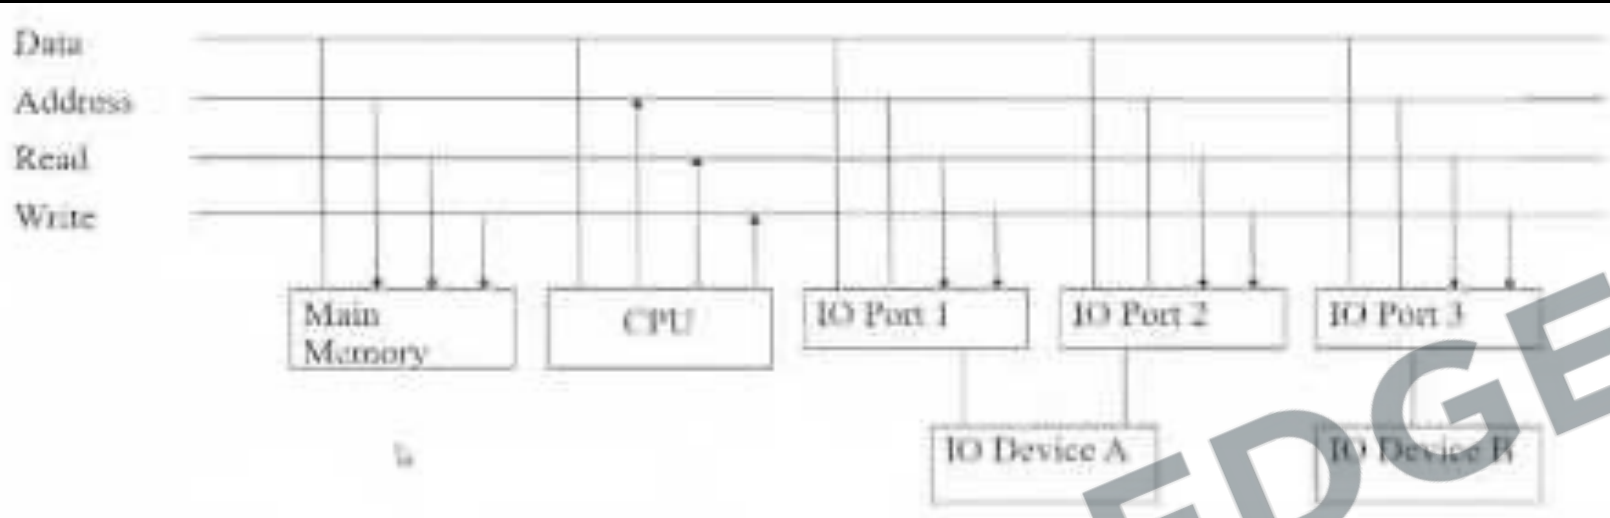 Data
Address
Read
Write
Main
Memory
CPU
IO Port 1
IO Port 2
IO Port 3
IO Device A
IO Device B
EDGE